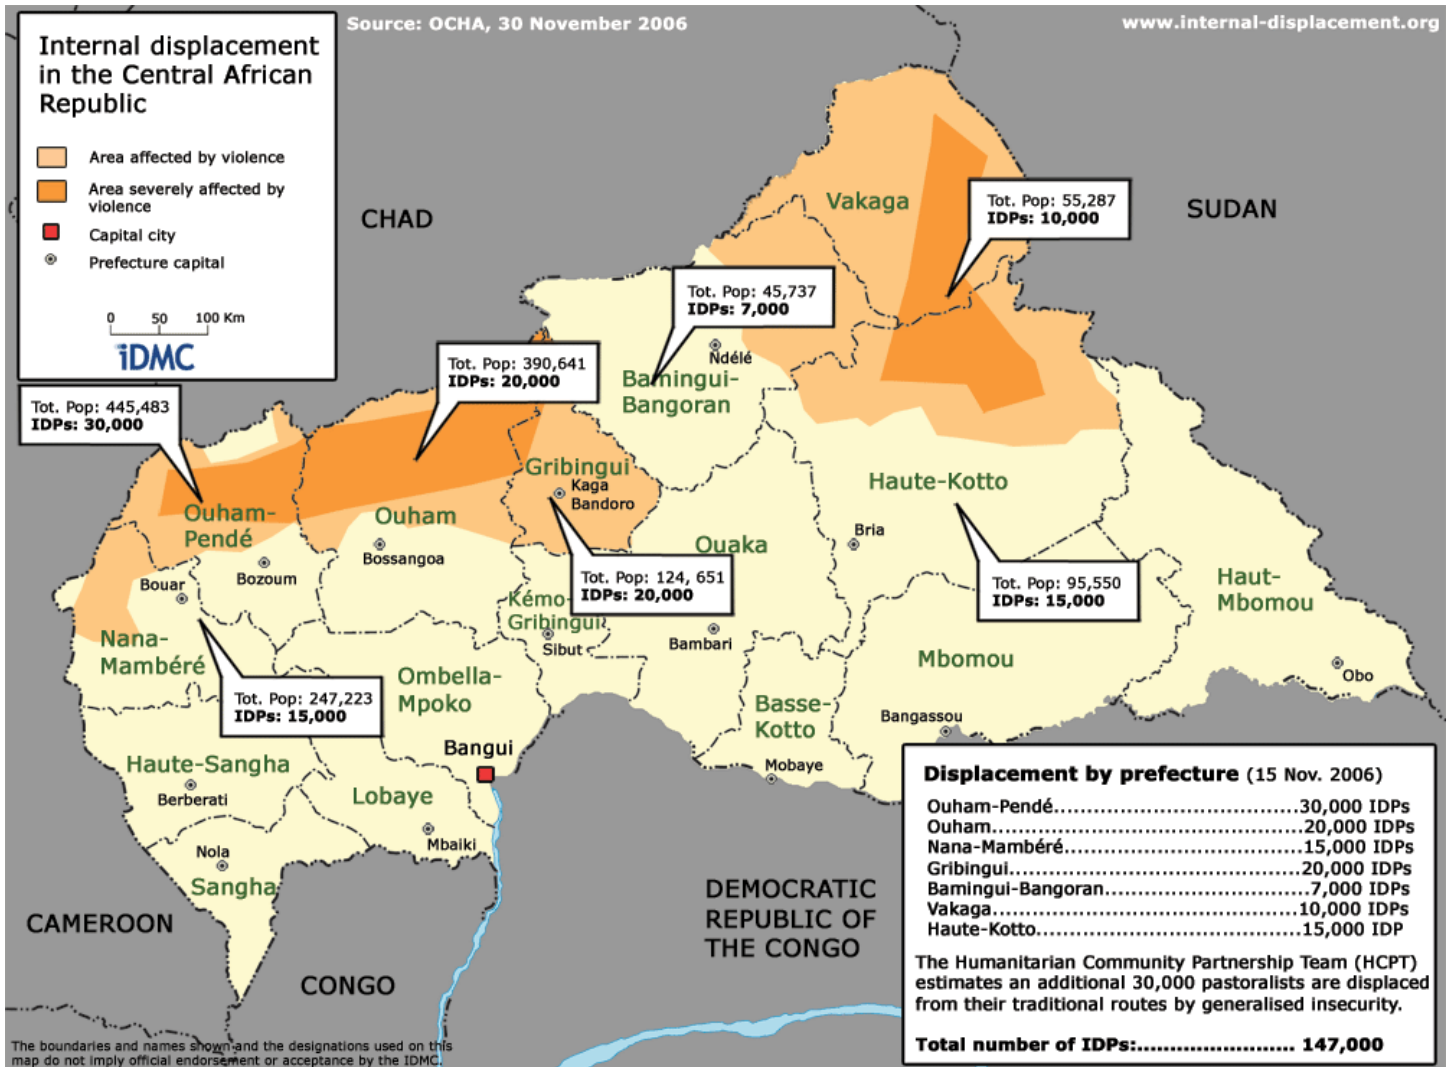 Source: OCHA, 30 November 2006
www.internal-displacement.org
Internal displacement
in the Central African
Republic
Area affected by violence
Area severely affected by
violence
Capital city
Prefecture capital
0 50 100 Km
iDMC
CHAD
SUDAN
Vakaga
Tot. Pop: 55,287
IDPs: 10,000
Tot. Pop: 45,737
IDPs: 7,000
Ndélé
Bamingui-
Bangoran
Tot. Pop: 390,641
IDPs: 20,000
Tot. Pop: 445,483
IDPs: 30,000
Gribingui
Kaga
Bandoro
Haute-Kotto
Ouham-
Pendé
Ouham
Bossangoa
Bozoum
Bouar
Ouaka
Bria
Tot. Pop: 124, 651
IDPs: 20,000
Tot. Pop: 95,550
IDPs: 15,000
Haut-
Mbomou
Kémo-
Gribingui
Sibut
Bambari
Nana-
Mambéré
Mbomou
Obo
Ombella-
Mpoko
Tot. Pop: 247,223
IDPs: 15,000
Basse-
Kotto
Bangassou
Bangui
Mobaye
Haute-Sangha
Berberati
Lobaye
Mbaiki
Nola
Sangha
CAMEROON
CONGO
DEMOCRATIC
REPUBLIC OF
THE CONGO
Displacement by prefecture (15 Nov. 2006)
Ouham-Pendé..................................30,000 IDPs
Ouham...........................................20,000 IDPs
Nana-Mambéré.................................15,000 IDPs
Gribingui.........................................20,000 IDPs
Bamingui-Bangoran............................7,000 IDPs
Vakaga...........................................10,000 IDPs
Haute-Kotto.....................................15,000 IDP
The Humanitarian Community Partnership Team (HCPT)
estimates an additional 30,000 pastoralists are displaced
from their traditional routes by generalised insecurity.
Total number of IDPs:....................... 147,000
The boundaries and names shown and the designations used on this
map do not imply official endorsement or acceptance by the IDMC.